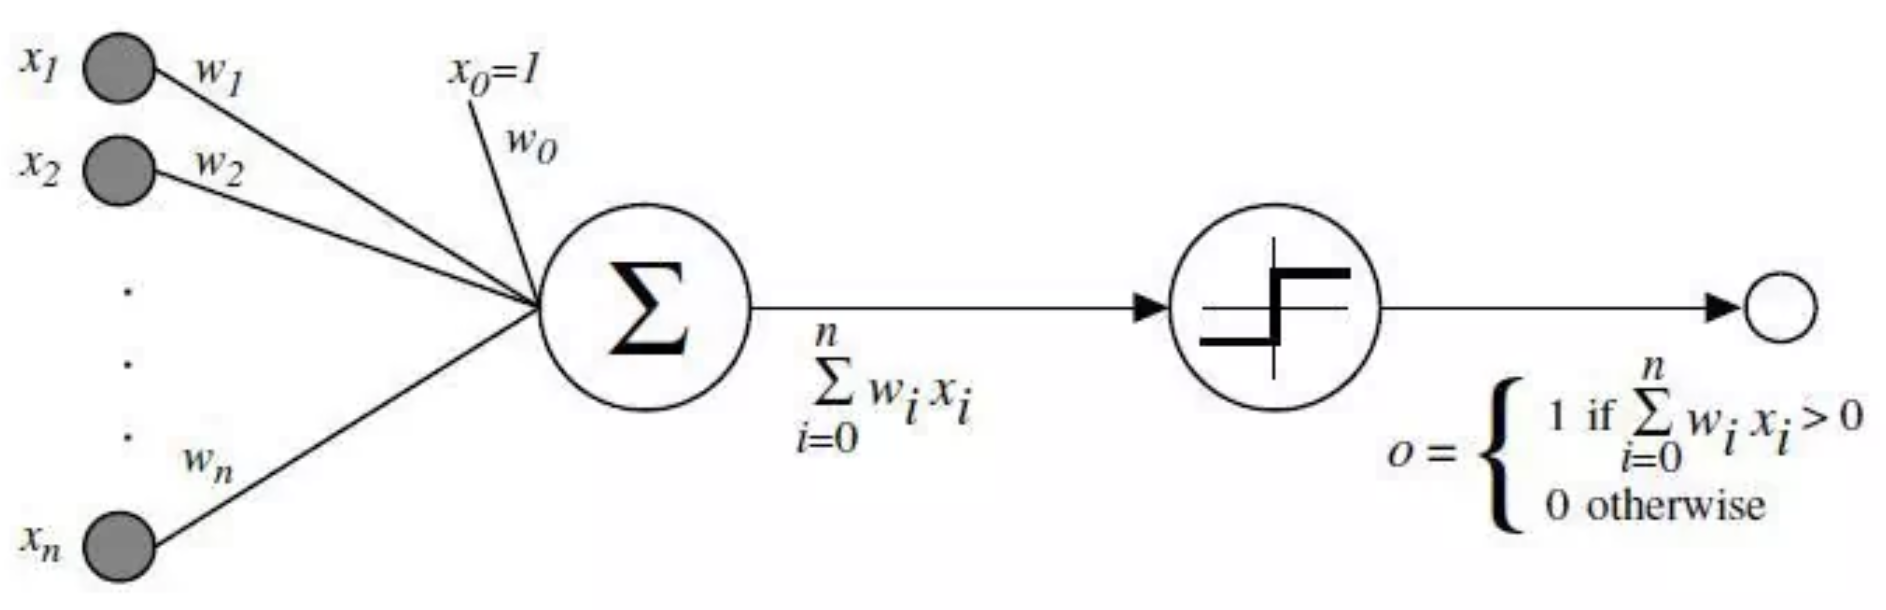 x₁ w₁ x₀=1
w₀
x₂ w₂
Σ
n
Σ wᵢ xᵢ
i=0
wₙ
xₙ
n
o = { 1 if Σ wᵢ xᵢ > 0
i=0
0 otherwise